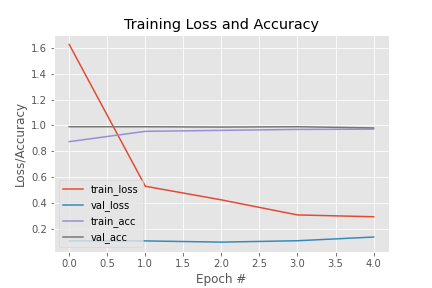 Training Loss and Accuracy
Loss/Accuracy
1.6
1.4
1.2
1.0
0.8
0.6
0.4
0.2
train_loss
val_loss
train_acc
val_acc
0.0 0.5 1.0 1.5 2.0 2.5 3.0 3.5 4.0
Epoch #